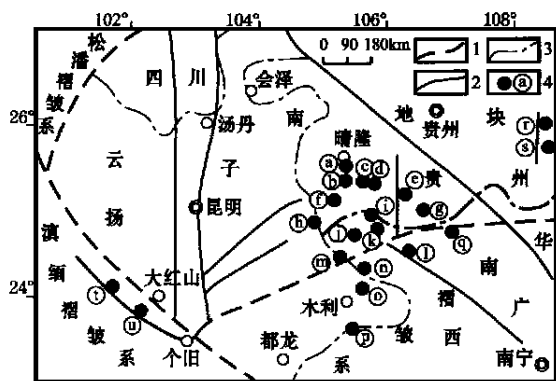 102° 104° 106° 108°
松
潘
褶
皱
系
四 川
会泽
0 90 180km
1 3
2 ⓐ 4
26°
汤丹
南
地
贵州
块
ⓡ
ⓢ
晴隆
ⓐ ⓒ ⓓ
ⓑ
云
子
ⓔ 贵
州
ⓕ ⓘ ⓖ
扬
昆明
ⓗ ⓙ ⓚ
ⓛ ⓠ
华
滇
缅
褶
皱
系
大红山
ⓜ ⓝ
南
24°
ⓣ
木利 ⓞ
褶
广
ⓤ
个旧
都龙
ⓟ
皱 西
系
南宁